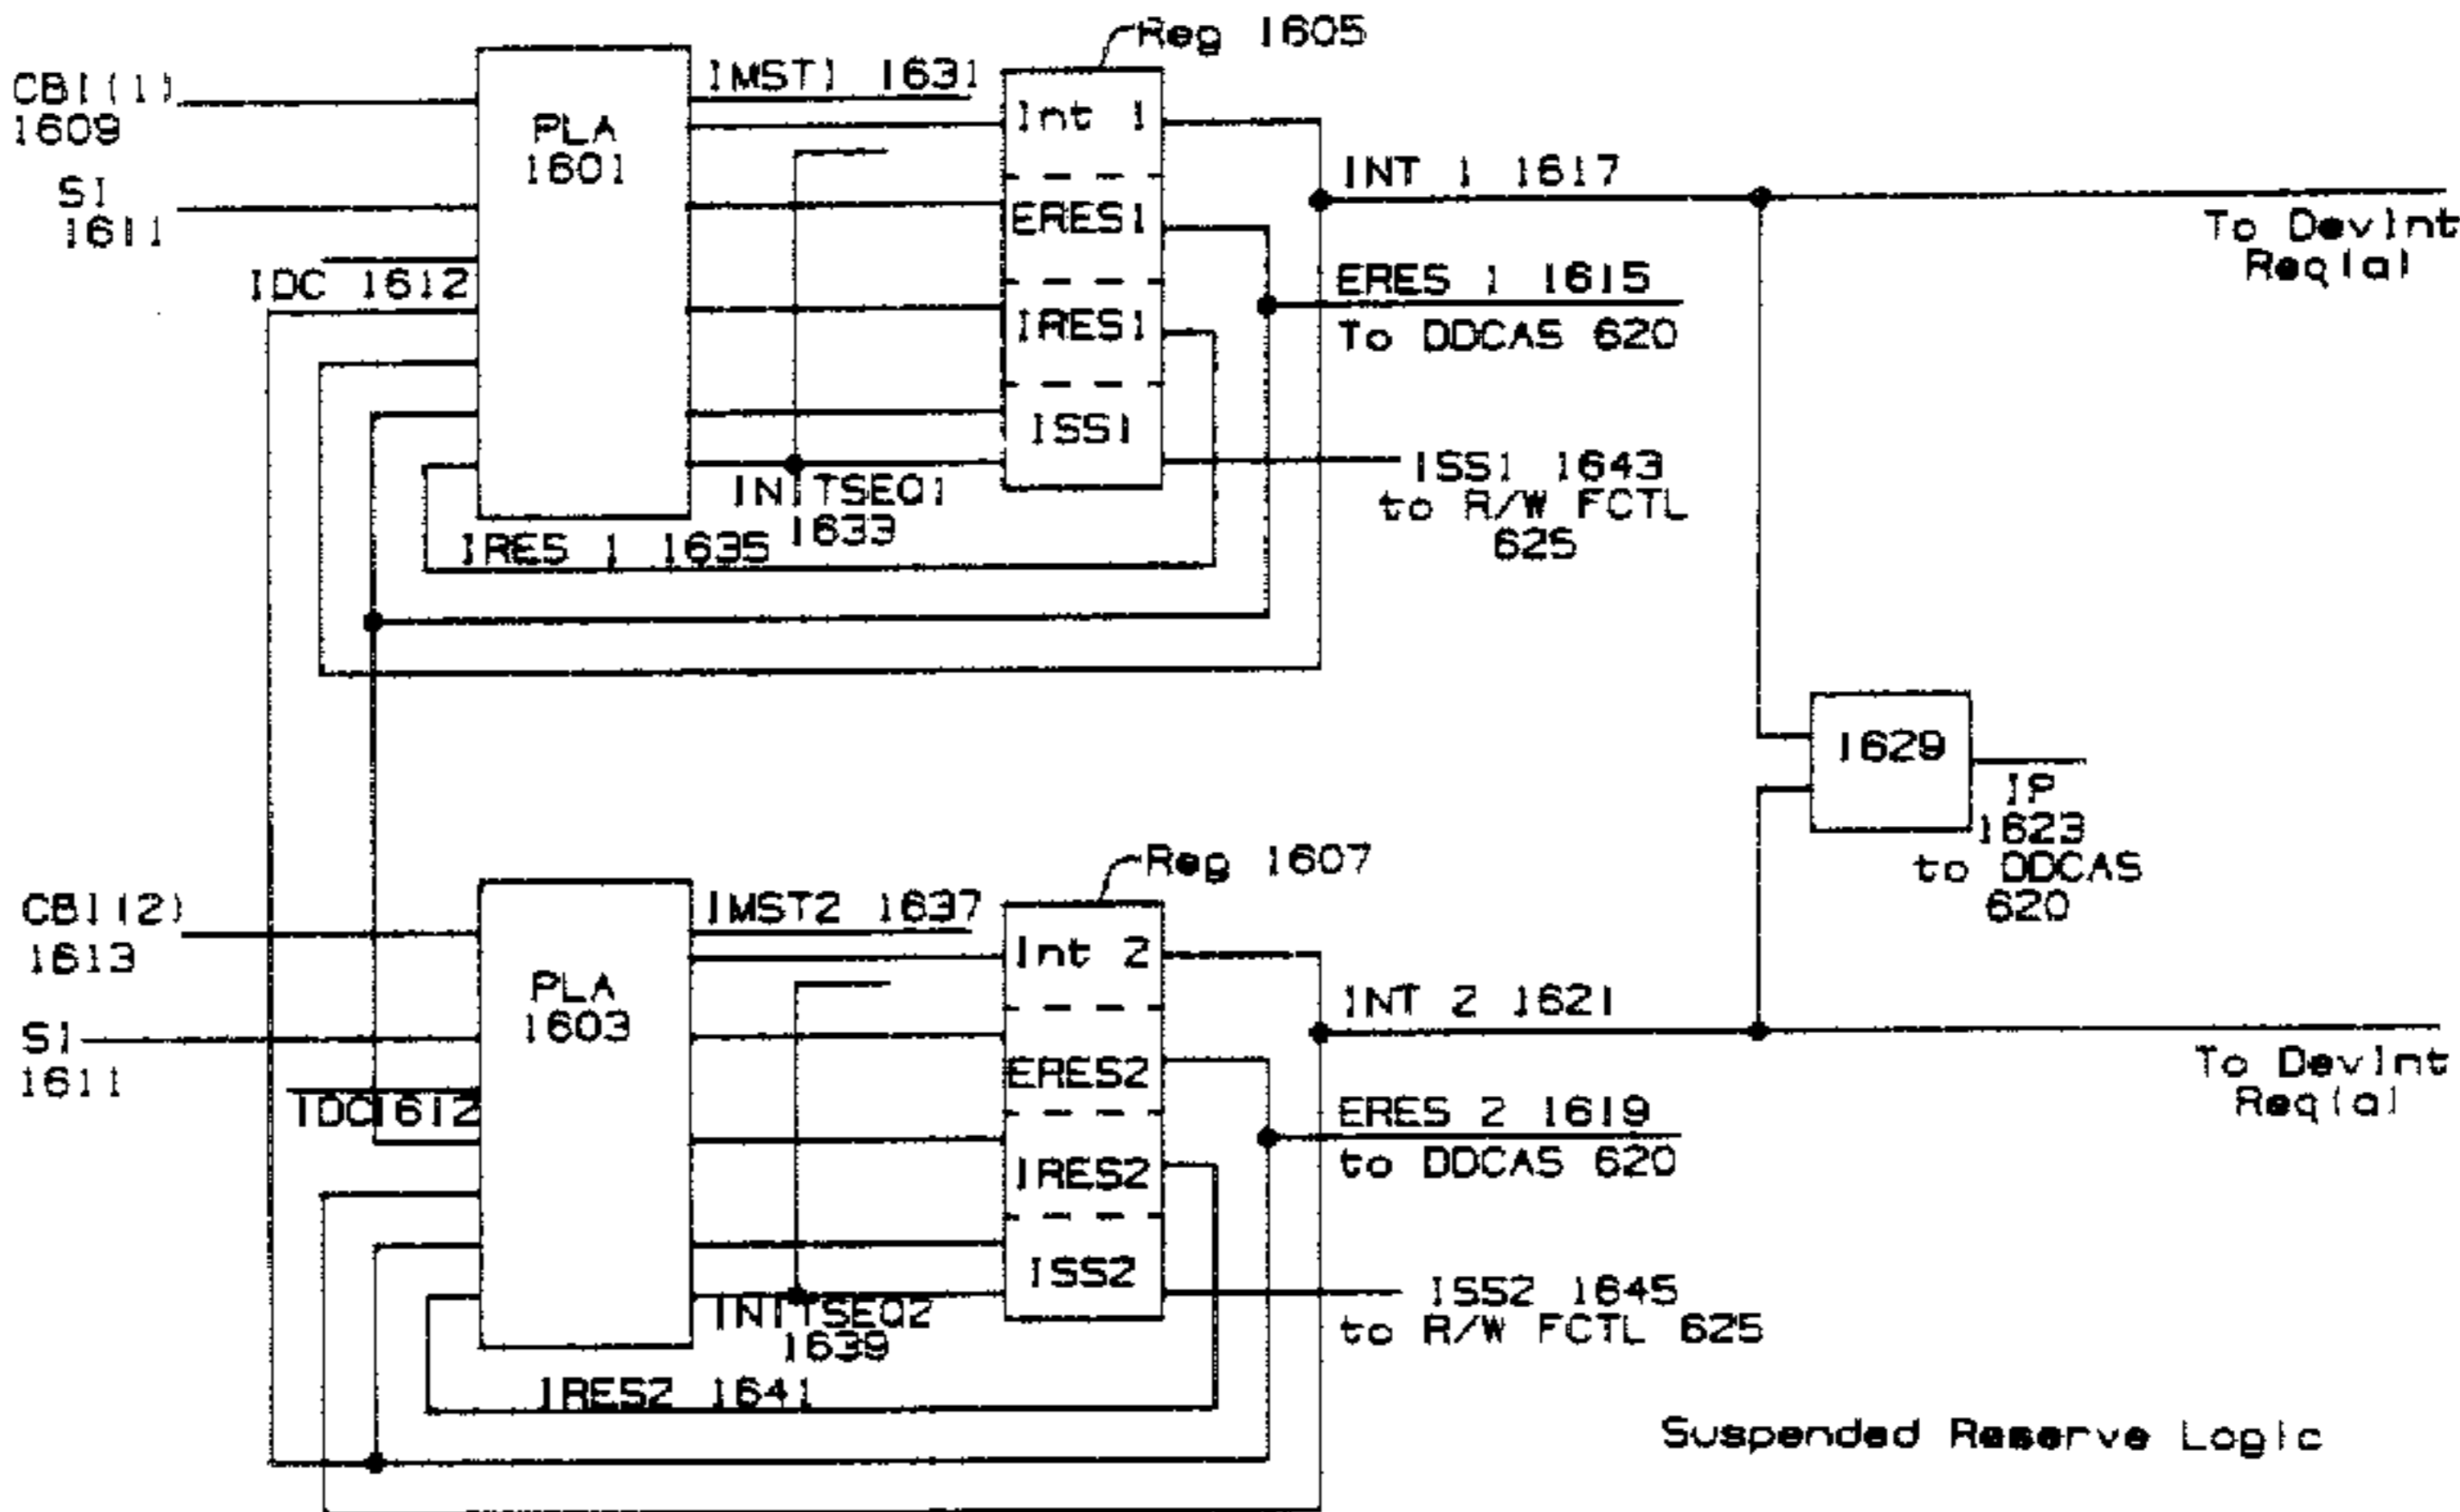 Reg 1605
CBI(1)
1609
IMST1 1631
PLA
1601
Int 1
SI
1611
INT 1 1617
To DevInt
Req(a)
ERES1
IDC 1612
ERES 1 1615
To DDCAS 620
IRES1
ISS1
INITSEQ1
1633
ISS1 1643
to R/W FCTL
625
IRES 1 1635
1629
IP
1623
to DDCAS
620
Reg 1607
CBI(2)
1613
IMST2 1637
PLA
1603
Int 2
SI
1611
INT 2 1621
To DevInt
Req(a)
ERES2
IDC1612
ERES 2 1619
to DDCAS 620
IRES2
ISS2
INITSEQ2
1639
ISS2 1645
to R/W FCTL 625
IRES2 1641
Suspended Reserve Logic